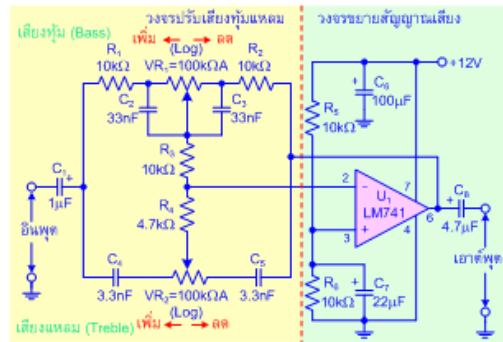 วงจรปรับเสียงทุ้มแหลม
วงจรขยายสัญญาณเสียง
เสียงทุ้ม (Bass)
เพิ่ม ลด
(Log)
R1
10kΩ
VR1=100kΩA
R2
10kΩ
C2
33nF
C3
33nF
R3
10kΩ
R4
4.7kΩ
C1
+
1μF
อินพุต
C4
3.3nF
C5
3.3nF
VR2=100kΩA
(Log)
เพิ่ม ลด
เสียงแหลม (Treble)
+12V
+
C6
100μF
R5
10kΩ
2
-
7
U1
LM741
6
3
+
4
C8
+
4.7μF
เอาต์พุต
R6
10kΩ
+
C7
22μF